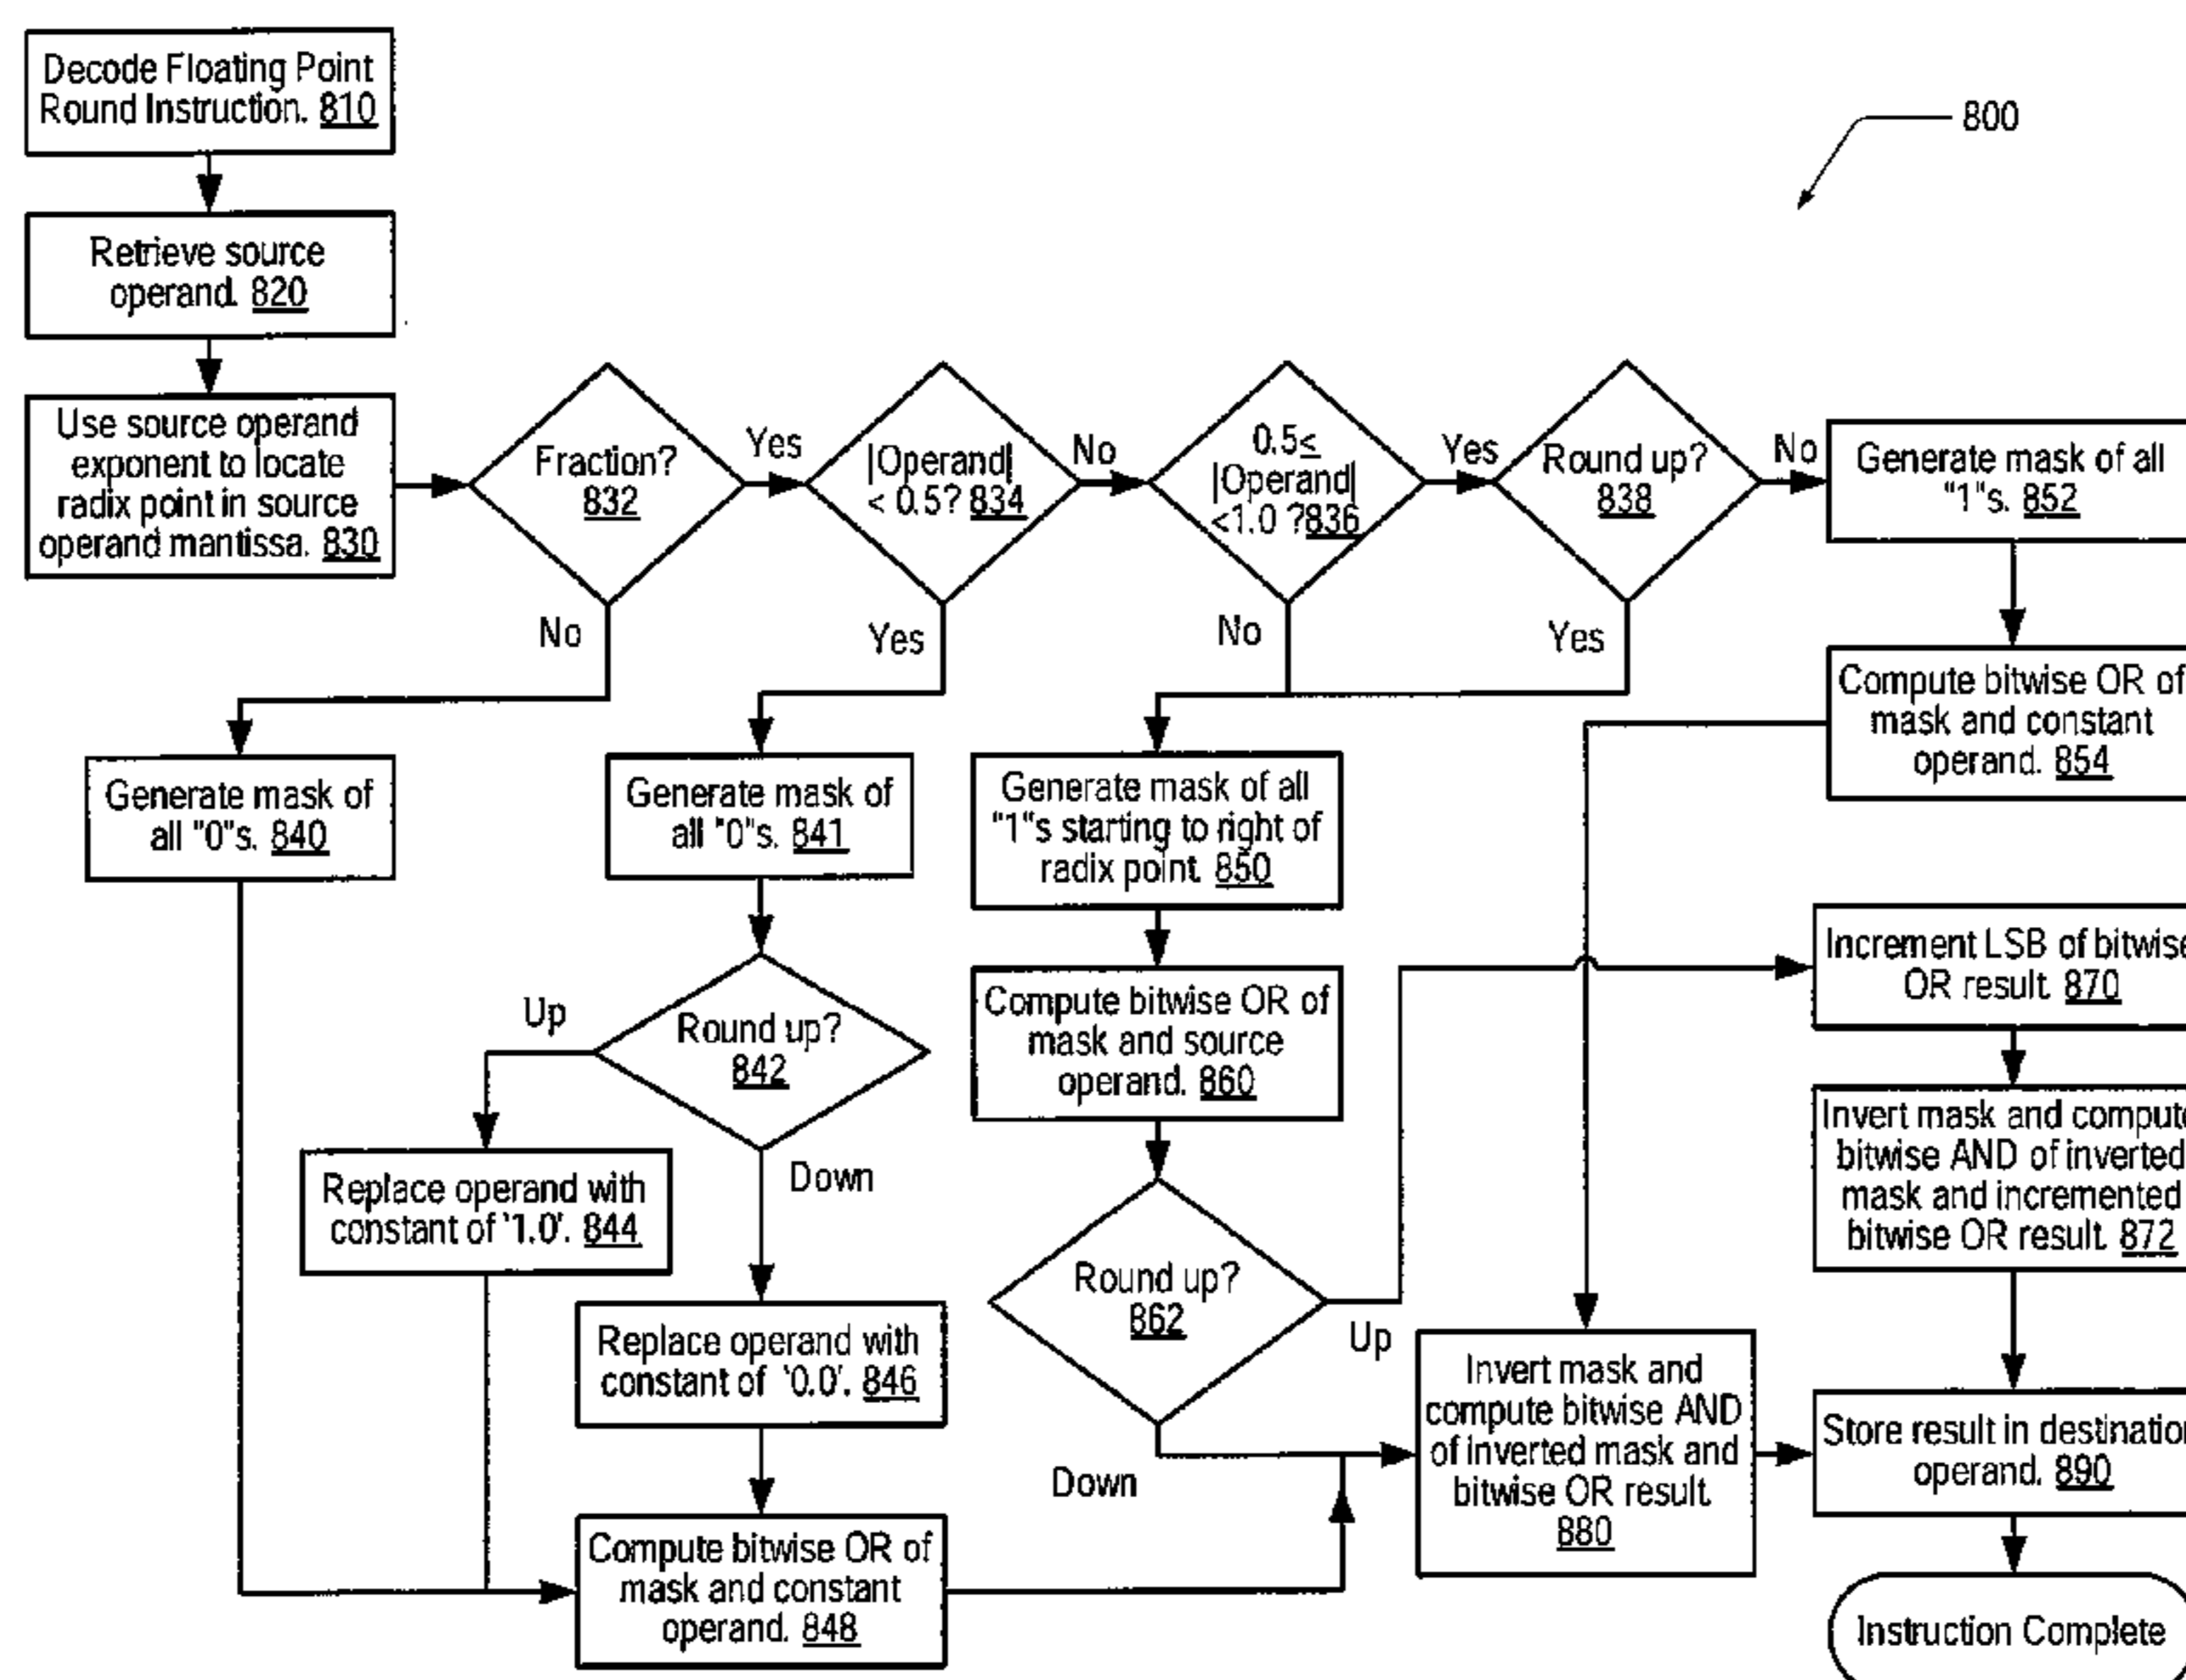 Decode Floating Point
Round Instruction. 810
800
Retrieve source
operand. 820
Use source operand
exponent to locate
radix point in source
operand mantissa. 830
Fraction?
832
Yes
No
|Operand|
< 0.5? 834
No
Yes
0.5≤
|Operand|
<1.0 ?836
Yes
No
Round up?
838
No
Yes
Generate mask of all
"1"s. 852
Compute bitwise OR of
mask and constant
operand. 854
Generate mask of
all "0"s. 840
Generate mask of
all "0"s. 841
Generate mask of all
"1"s starting to right of
radix point. 850
Round up?
842
Up
Down
Compute bitwise OR of
mask and source
operand. 860
Increment LSB of bitwise
OR result. 870
Replace operand with
constant of '1.0'. 844
Invert mask and compute
bitwise AND of inverted
mask and incremented
bitwise OR result. 872
Replace operand with
constant of '0.0'. 846
Round up?
862
Up
Down
Invert mask and
compute bitwise AND
of inverted mask and
bitwise OR result.
880
Store result in destination
operand. 890
Compute bitwise OR of
mask and constant
operand. 848
Instruction Complete